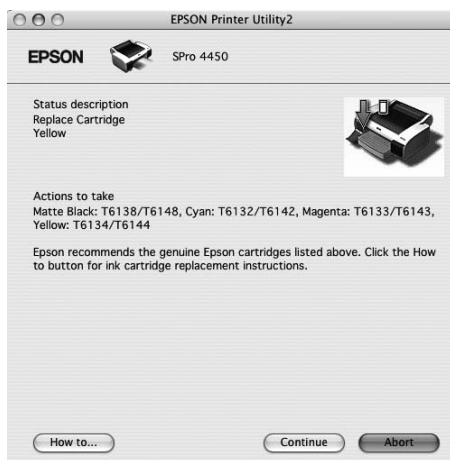 EPSON Printer Utility2
EPSON
SPro 4450
Status description
Replace Cartridge
Yellow
Actions to take
Matte Black: T6138/T6148, Cyan: T6132/T6142, Magenta: T6133/T6143,
Yellow: T6134/T6144
Epson recommends the genuine Epson cartridges listed above. Click the How
to button for ink cartridge replacement instructions.
How to...
Continue
Abort